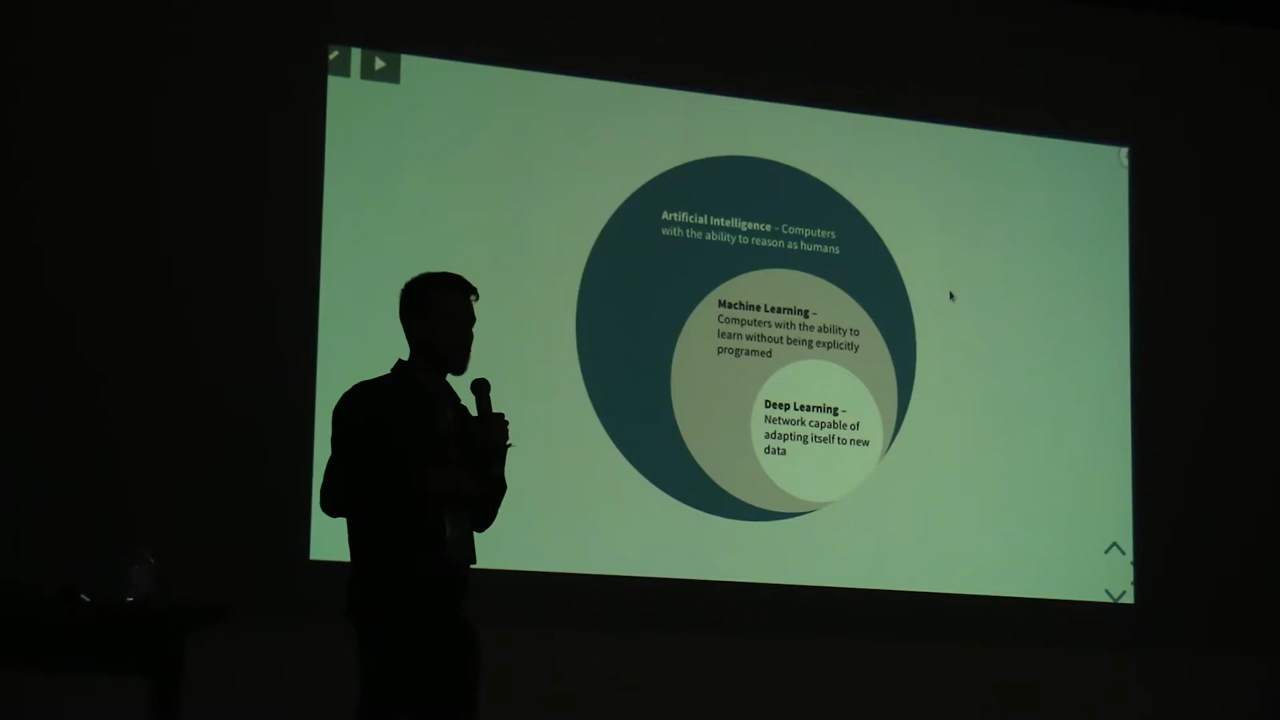 Artificial Intelligence – Computers
with the ability to reason as humans
Machine Learning –
Computers with the ability to
learn without being explicitly
programed
Deep Learning –
Network capable of
adapting itself to new
data